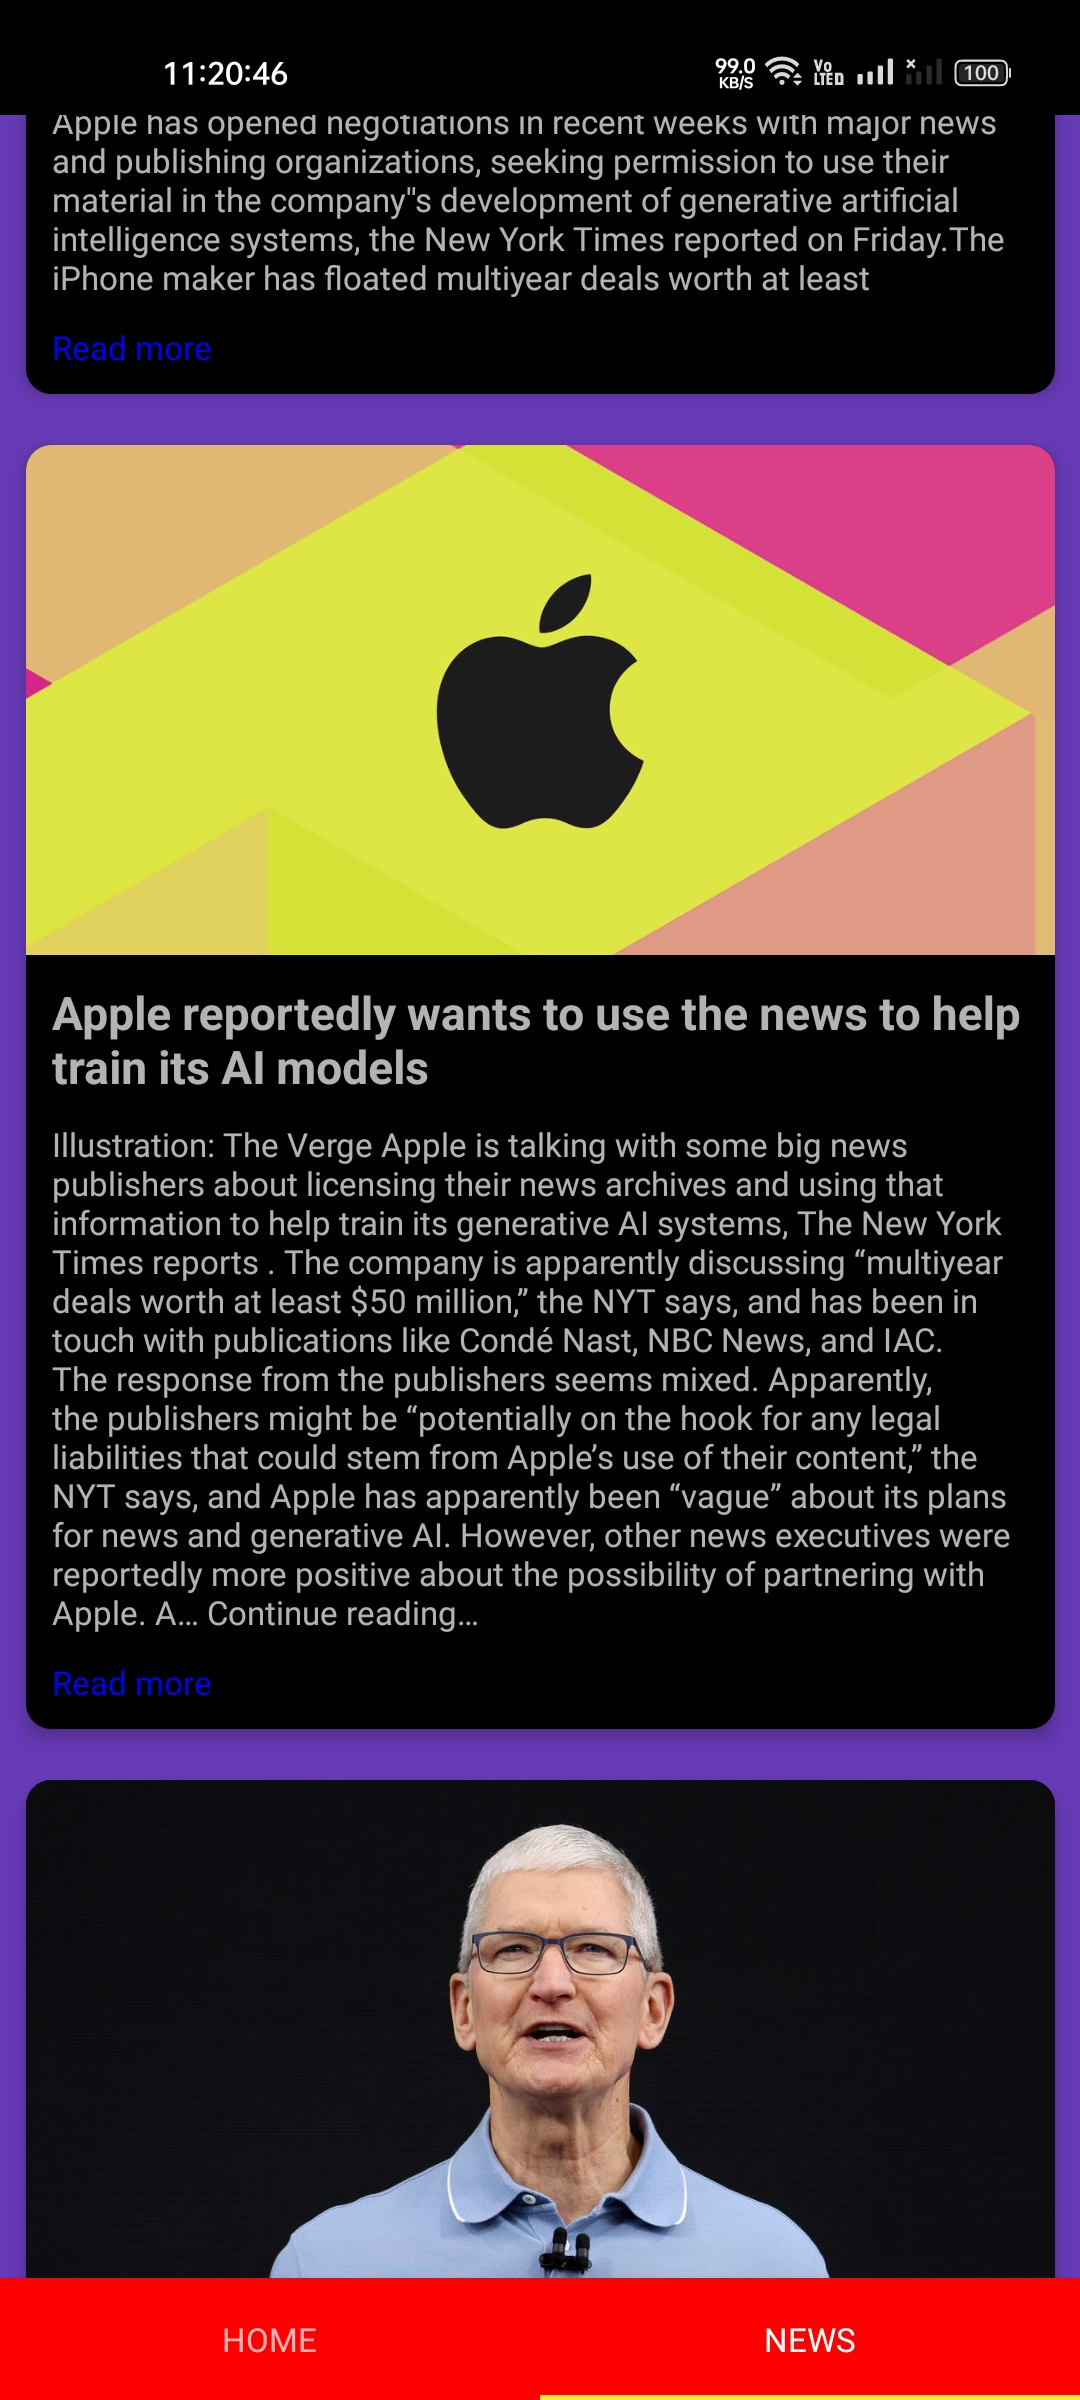 11:20:46
99.0
KB/S
Vo
LTE
100
Apple has opened negotiations in recent weeks with major news
and publishing organizations, seeking permission to use their
material in the company"s development of generative artificial
intelligence systems, the New York Times reported on Friday.The
iPhone maker has floated multiyear deals worth at least
Read more
Apple reportedly wants to use the news to help
train its AI models
Illustration: The Verge Apple is talking with some big news
publishers about licensing their news archives and using that
information to help train its generative AI systems, The New York
Times reports . The company is apparently discussing “multiyear
deals worth at least $50 million,” the NYT says, and has been in
touch with publications like Condé Nast, NBC News, and IAC.
The response from the publishers seems mixed. Apparently,
the publishers might be “potentially on the hook for any legal
liabilities that could stem from Apple’s use of their content,” the
NYT says, and Apple has apparently been “vague” about its plans
for news and generative AI. However, other news executives were
reportedly more positive about the possibility of partnering with
Apple. A… Continue reading…
Read more
HOME
NEWS